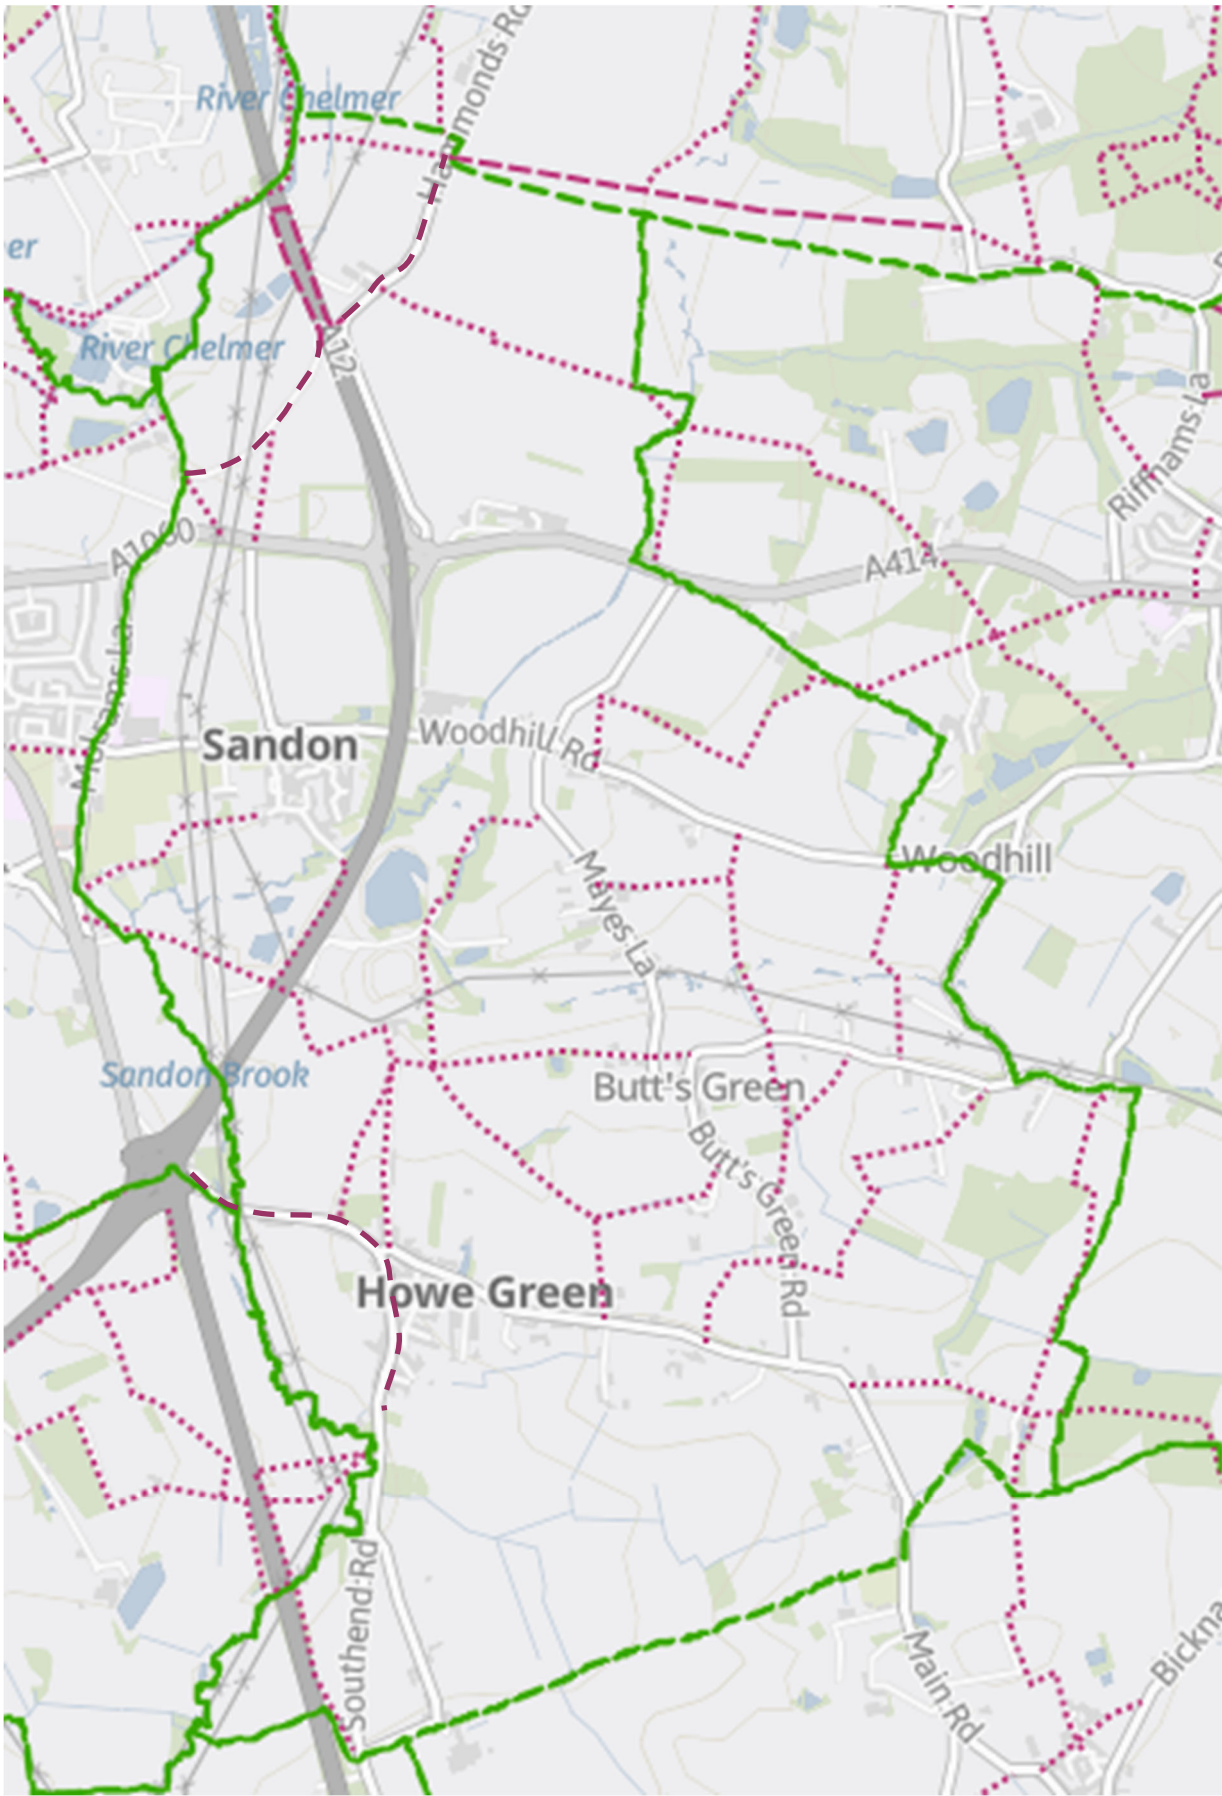 River Chelmer
Hammonds Rd
er
River Chelmer
A12
Riffhams La
A1060
A414
Molrams La
Sandon
Woodhill Rd
Woodhill
Mayes La
Sandon Brook
Butt's Green
Butt's Green Rd
Howe Green
Southend Rd
Main Rd
Bickna